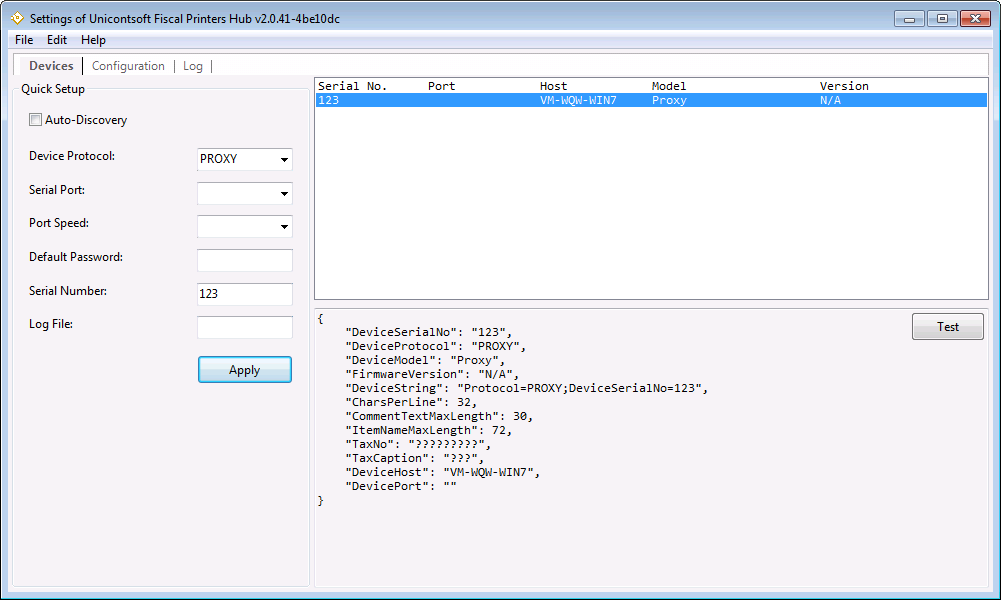 Settings of Unicontsoft Fiscal Printers Hub v2.0.41-4be10dc
File Edit Help
Devices Configuration Log
Quick Setup
Auto-Discovery
Device Protocol: PROXY
Serial Port:
Port Speed:
Default Password:
Serial Number: 123
Log File:
Apply
Serial No. Port Host Model Version
123 VM-WQW-WIN7 Proxy N/A
Test
{
"DeviceSerialNo": "123",
"DeviceProtocol": "PROXY",
"DeviceModel": "Proxy",
"FirmwareVersion": "N/A",
"DeviceString": "Protocol=PROXY;DeviceSerialNo=123",
"CharsPerLine": 32,
"CommentTextMaxLength": 30,
"ItemNameMaxLength": 72,
"TaxNo": "?????????",
"TaxCaption": "???",
"DeviceHost": "VM-WQW-WIN7",
"DevicePort": ""
}